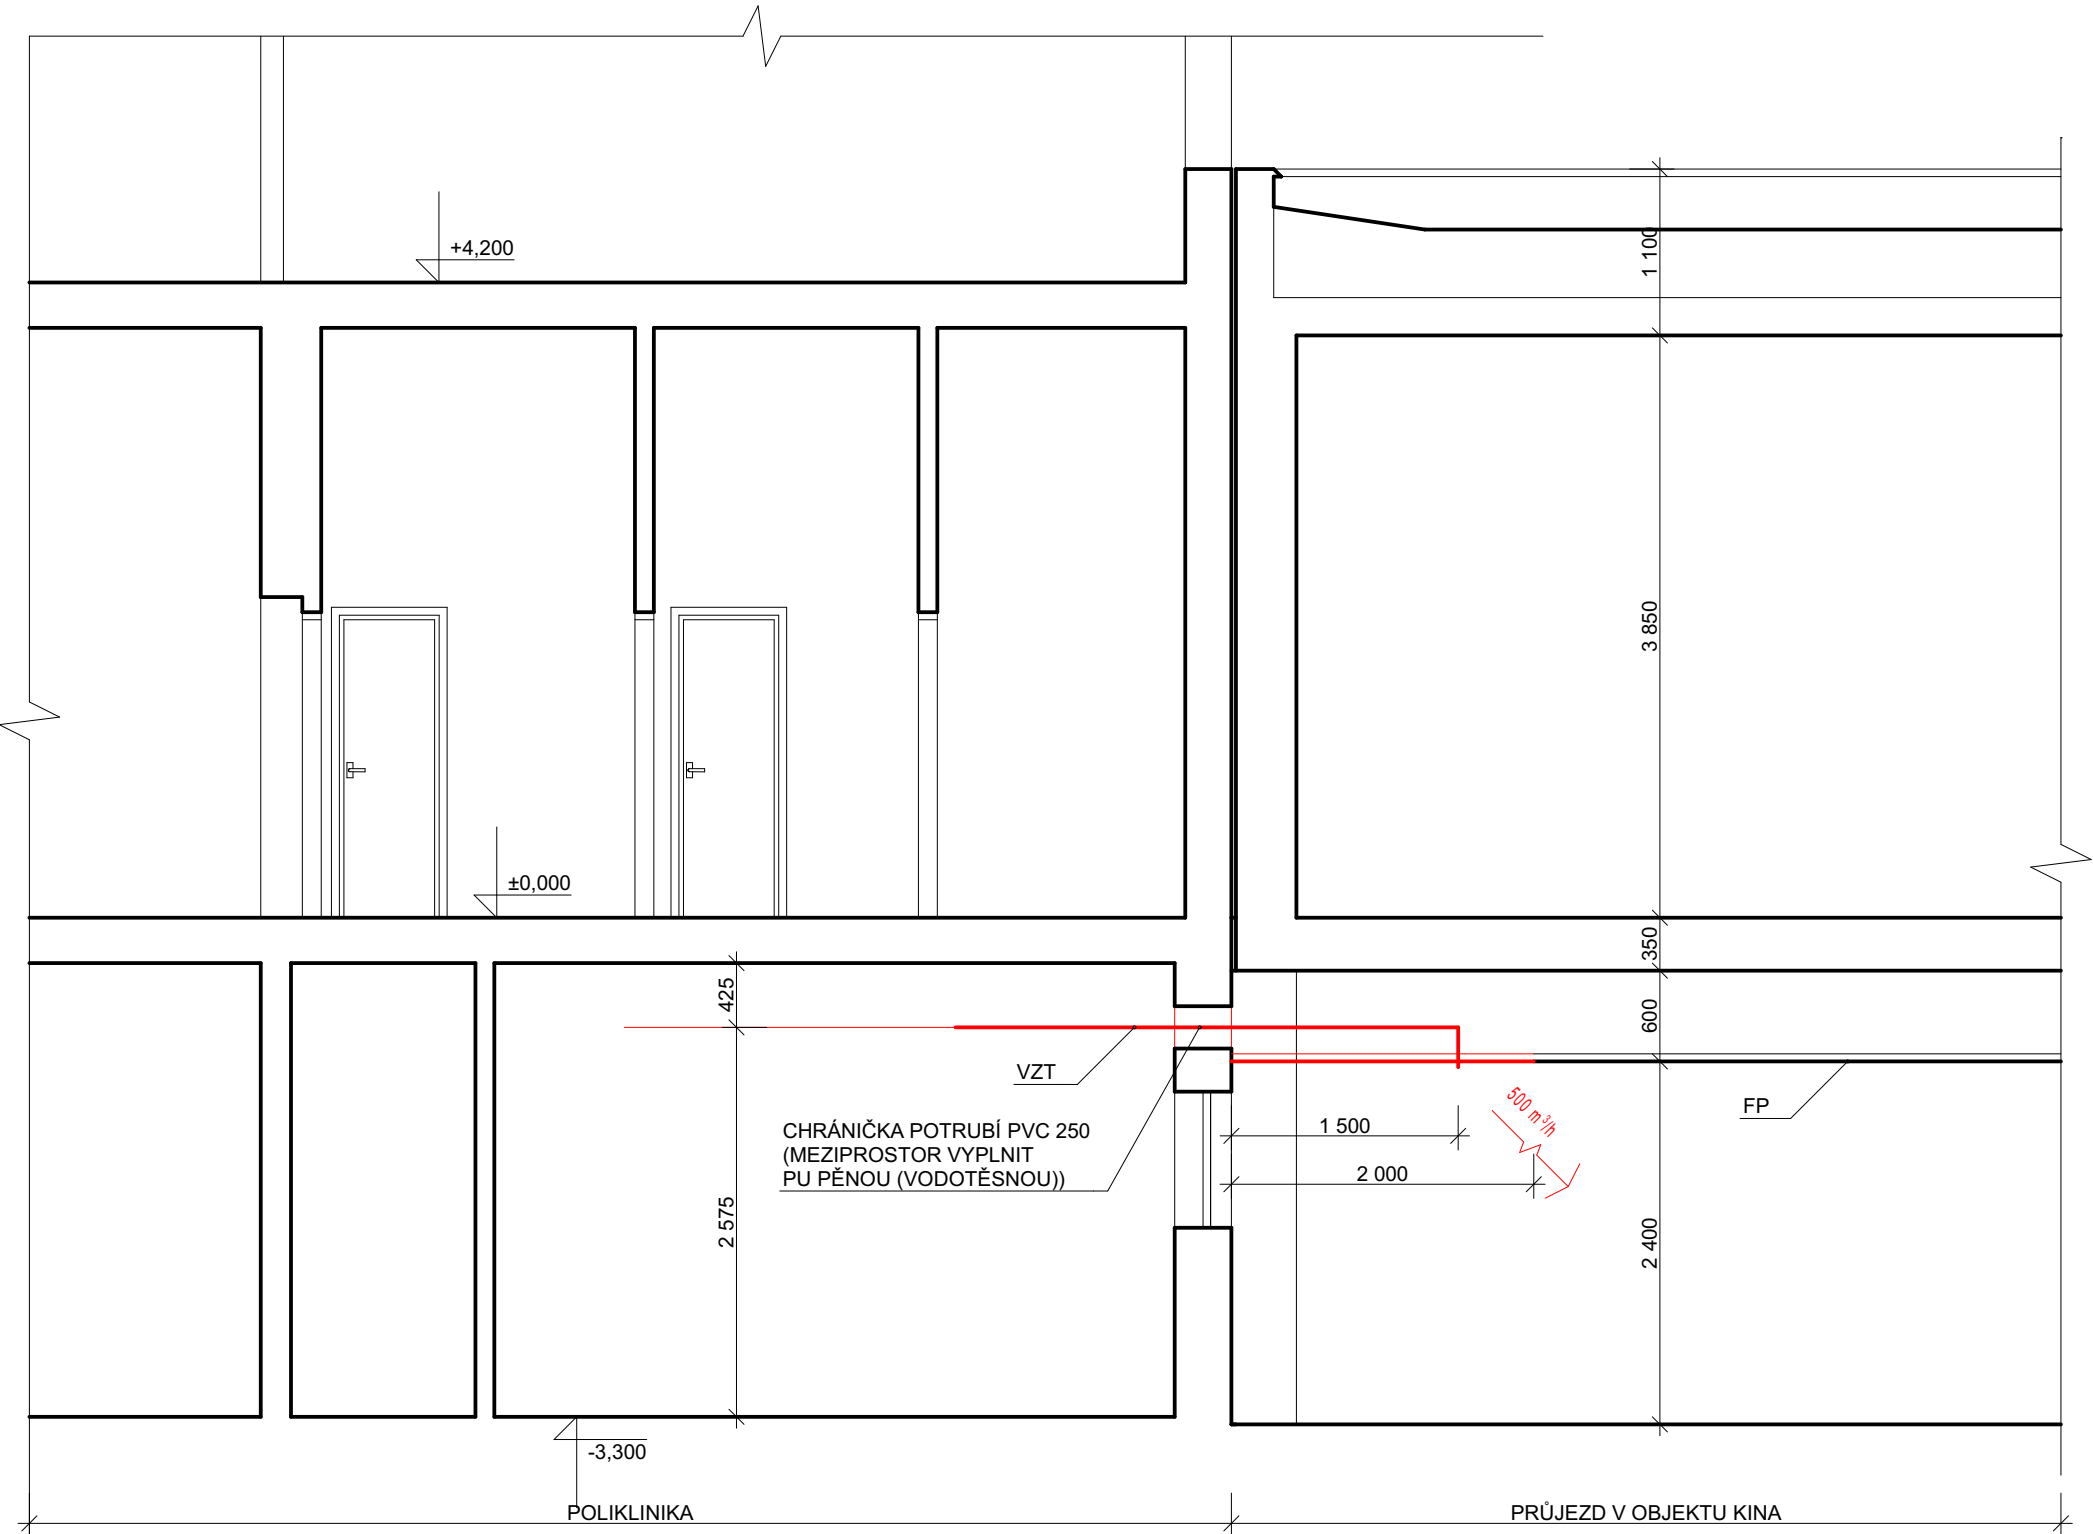 +4,200
1 100
3 850
±0,000
350
425
600
VZT
500 m³/h
FP
CHRÁNIČKA POTRUBÍ PVC 250
(MEZIPROSTOR VYPLNIT
PU PĚNOU (VODOTĚSNOU))
1 500
2 000
2 575
2 400
-3,300
POLIKLINIKA
PRŮJEZD V OBJEKTU KINA